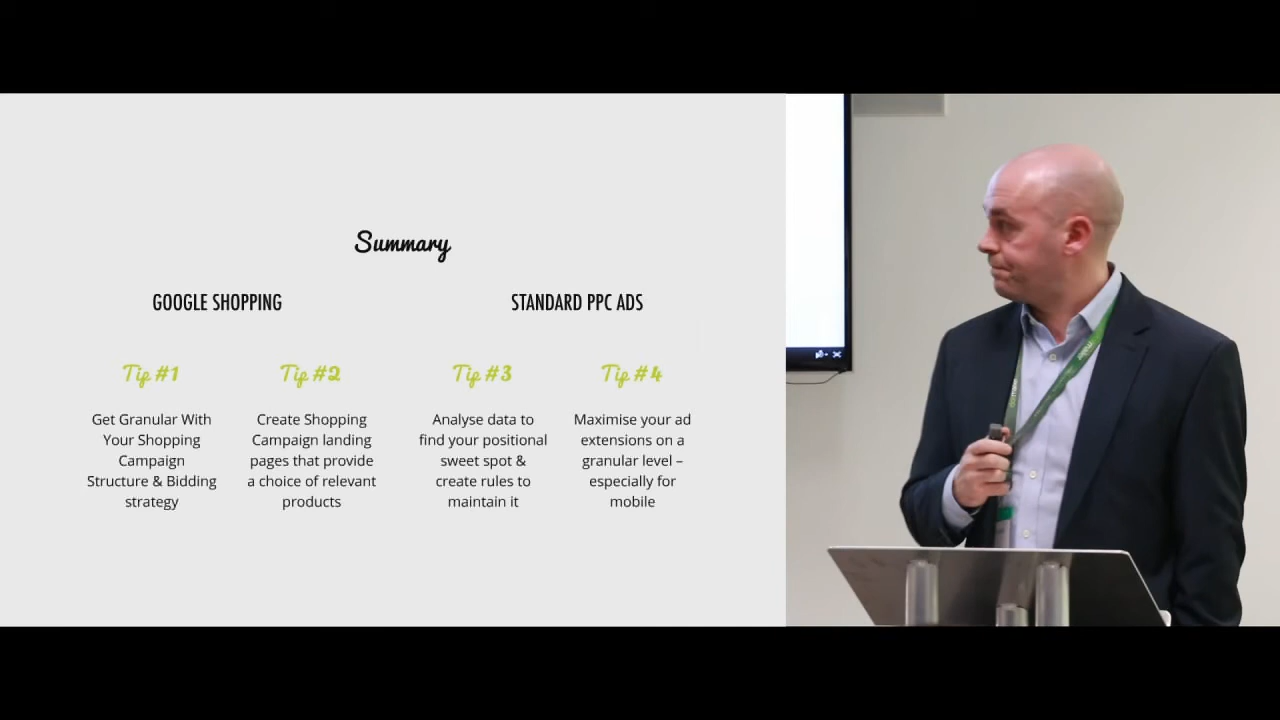 Summary
GOOGLE SHOPPING
STANDARD PPC ADS
Tip #1
Get Granular With
Your Shopping
Campaign
Structure & Bidding
strategy
Tip #2
Create Shopping
Campaign landing
pages that provide
a choice of relevant
products
Tip #3
Analyse data to
find your positional
sweet spot &
create rules to
maintain it
Tip #4
Maximise your ad
extensions on a
granular level –
especially for
mobile